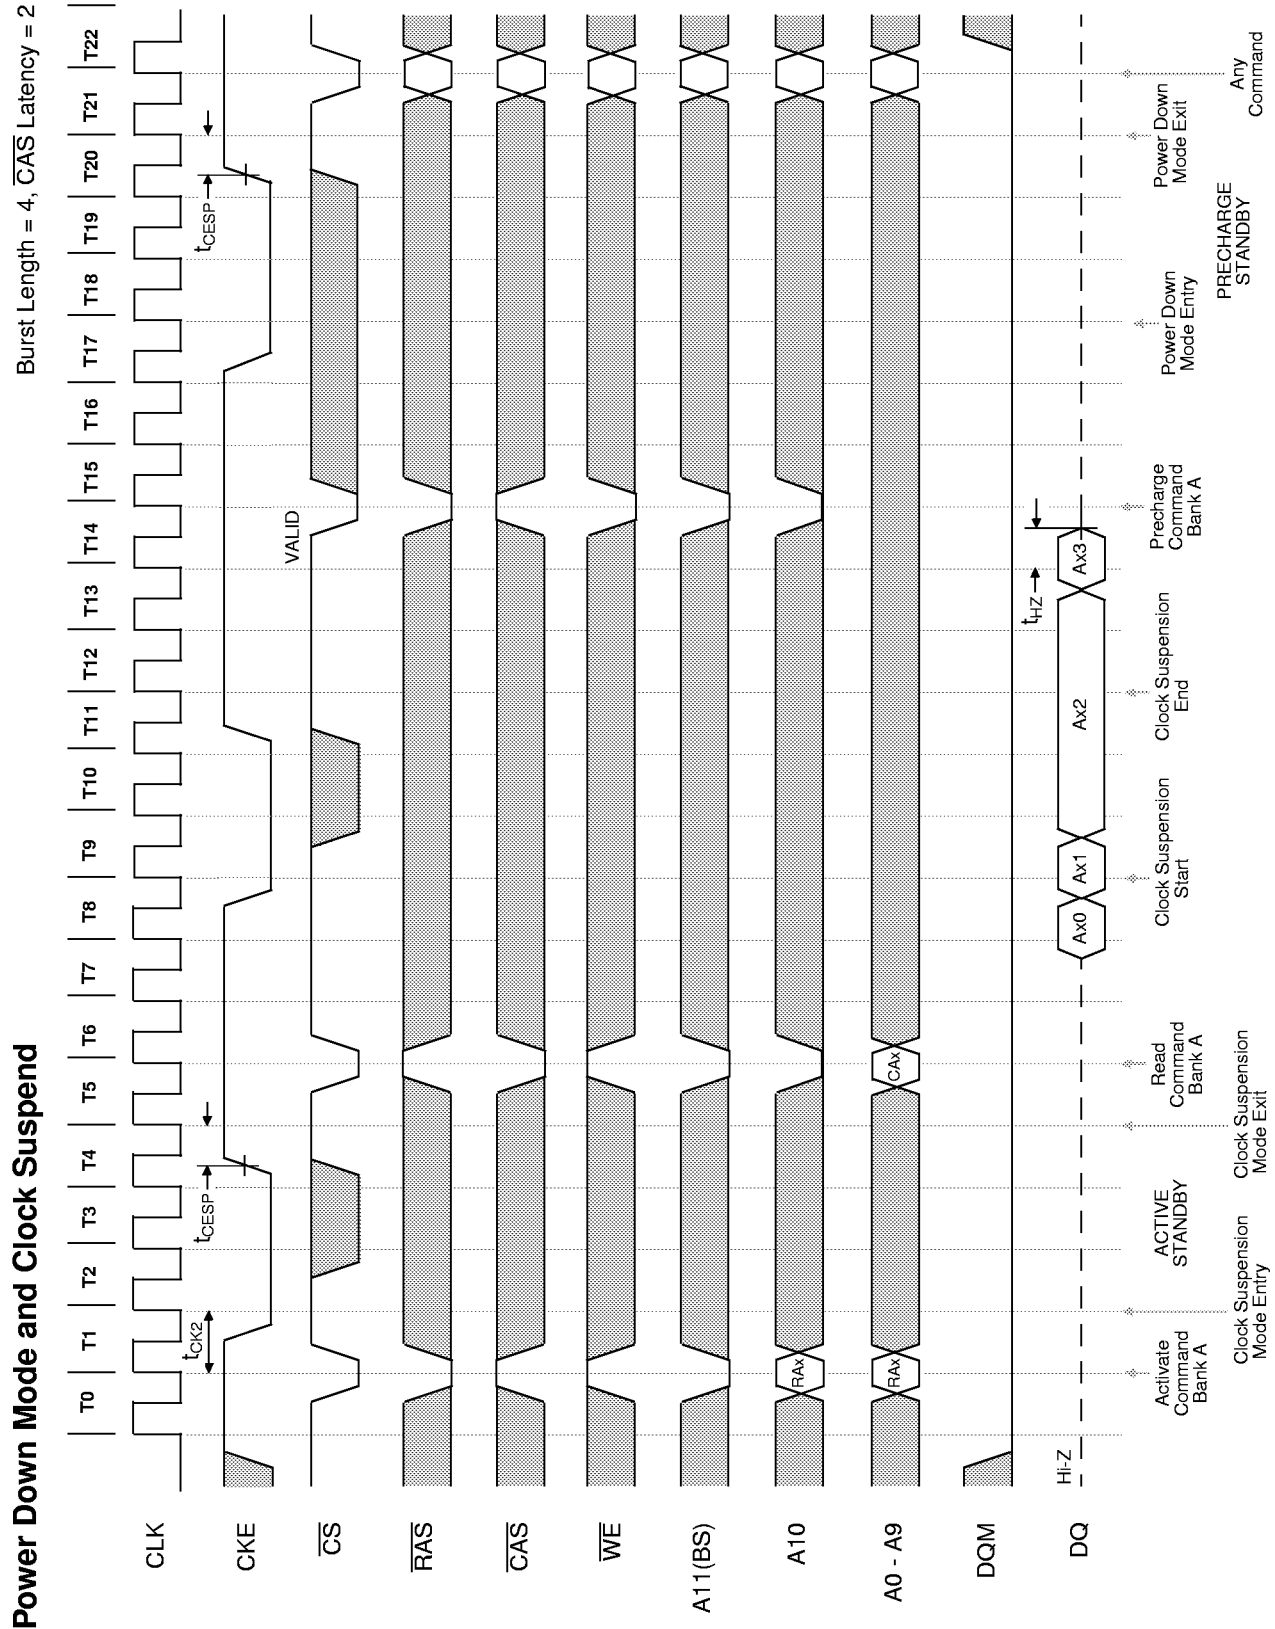 Power Down Mode and Clock Suspend
Burst Length = 4, CAS Latency = 2
T0 T1 T2 T3 T4 T5 T6 T7 T8 T9 T10 T11 T12 T13 T14 T15 T16 T17 T18 T19 T20 T21 T22
CLK
tCK2
tCESP
tCESP
CKE
VALID
CS
RAS
CAS
WE
A11(BS)
A10
RAx
A0 - A9
RAx
CAx
DQM
tHZ
DQ
Hi-Z
Ax0
Ax1
Ax2
Ax3
Activate
Command
Bank A
Clock Suspension
Mode Entry
ACTIVE
STANDBY
Clock Suspension
Mode Exit
Read
Command
Bank A
Clock Suspension
Start
Clock Suspension
End
Precharge
Command
Bank A
Power Down
Mode Entry
PRECHARGE
STANDBY
Power Down
Mode Exit
Any
Command